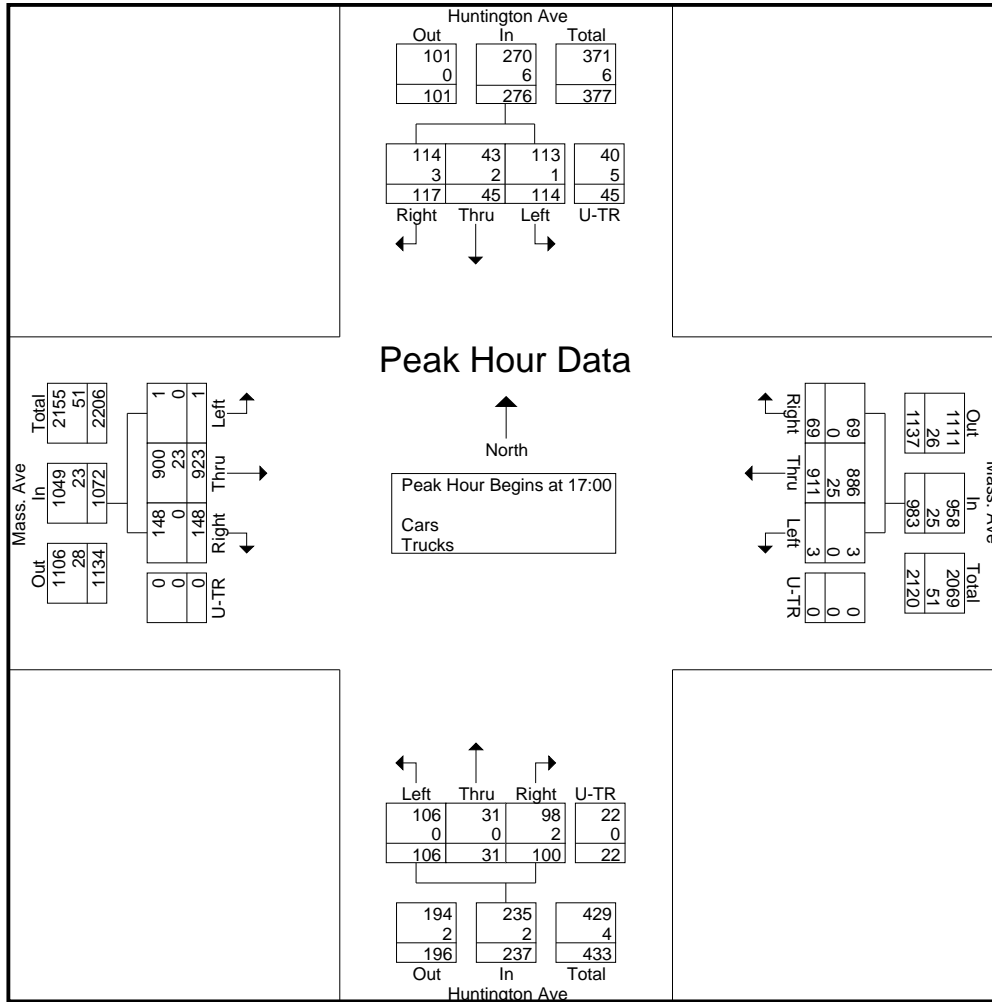 Huntington Ave
Out In Total
101 270 371
0 6 6
101 276 377
114 43 113 40
3 2 1 5
117 45 114 45
Right Thru Left U-TR
Peak Hour Data
North
Peak Hour Begins at 17:00
Cars
Trucks
Mass. Ave
Out In Total
1106 1049 2155
28 23 51
1134 1072 2206
U-TR Right Thru Left
0 148 900 1
0 0 23 0
0 148 923 1
Mass. Ave
Out In Total
1111 958 2069
26 25 51
1137 983 2120
69 886 3 0
0 25 0 0
69 911 3 0
Right Thru Left U-TR
Left Thru Right U-TR
106 31 98 22
0 0 2 0
106 31 100 22
194 235 429
2 2 4
196 237 433
Out In Total
Huntington Ave